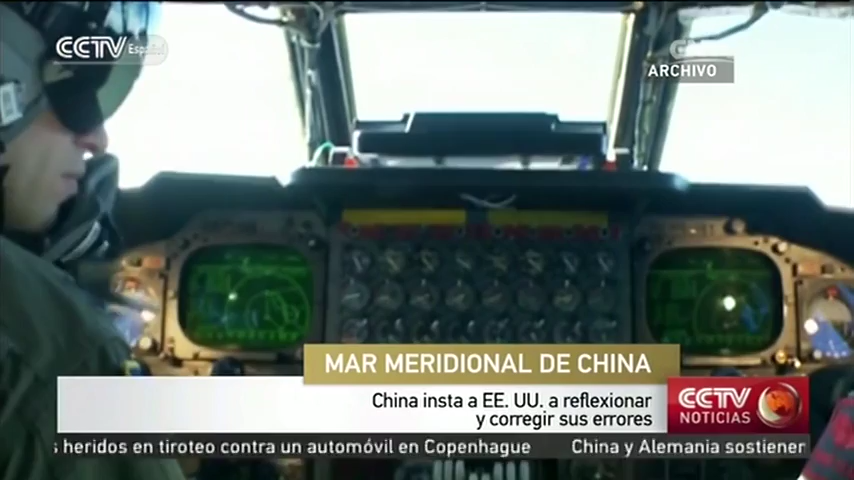 CCTV Español
ARCHIVO
MAR MERIDIONAL DE CHINA
China insta a EE. UU. a reflexionar
y corregir sus errores
CCTV
NOTICIAS
s heridos en tiroteo contra un automóvil en Copenhague China y Alemania sostiener